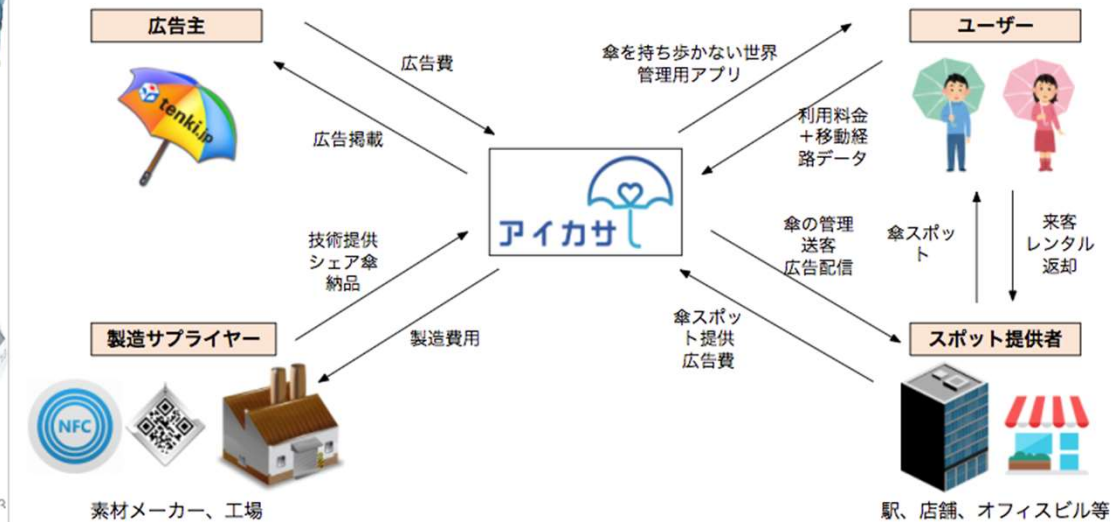 広告主
ユーザー
広告費
傘を持ち歩かない世界
管理用アプリ
tenki.jp
広告掲載
利用料金
＋移動経
路データ
アイカサ
技術提供
シェア傘
納品
傘の管理
送客
広告配信
傘スポッ
ト
来客
レンタル
返却
製造サプライヤー
製造費用
傘スポッ
ト提供
広告費
スポット提供者
NFC
素材メーカー、工場
駅、店舗、オフィスビル等